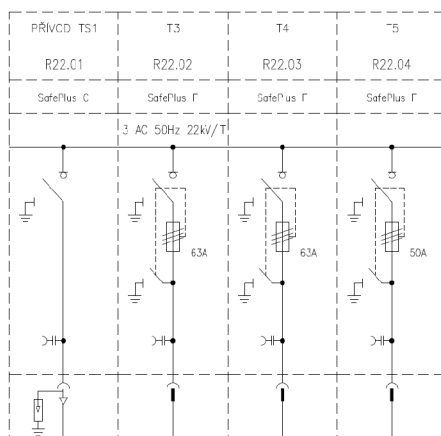 PŘÍVOD TS1 T3 T4 T5
R22.01 R22.02 R22.03 R22.04
SafePlus C SafePlus F SafePlus F SafePlus F
3 AC 50Hz 22kV/T
63A 63A 50A